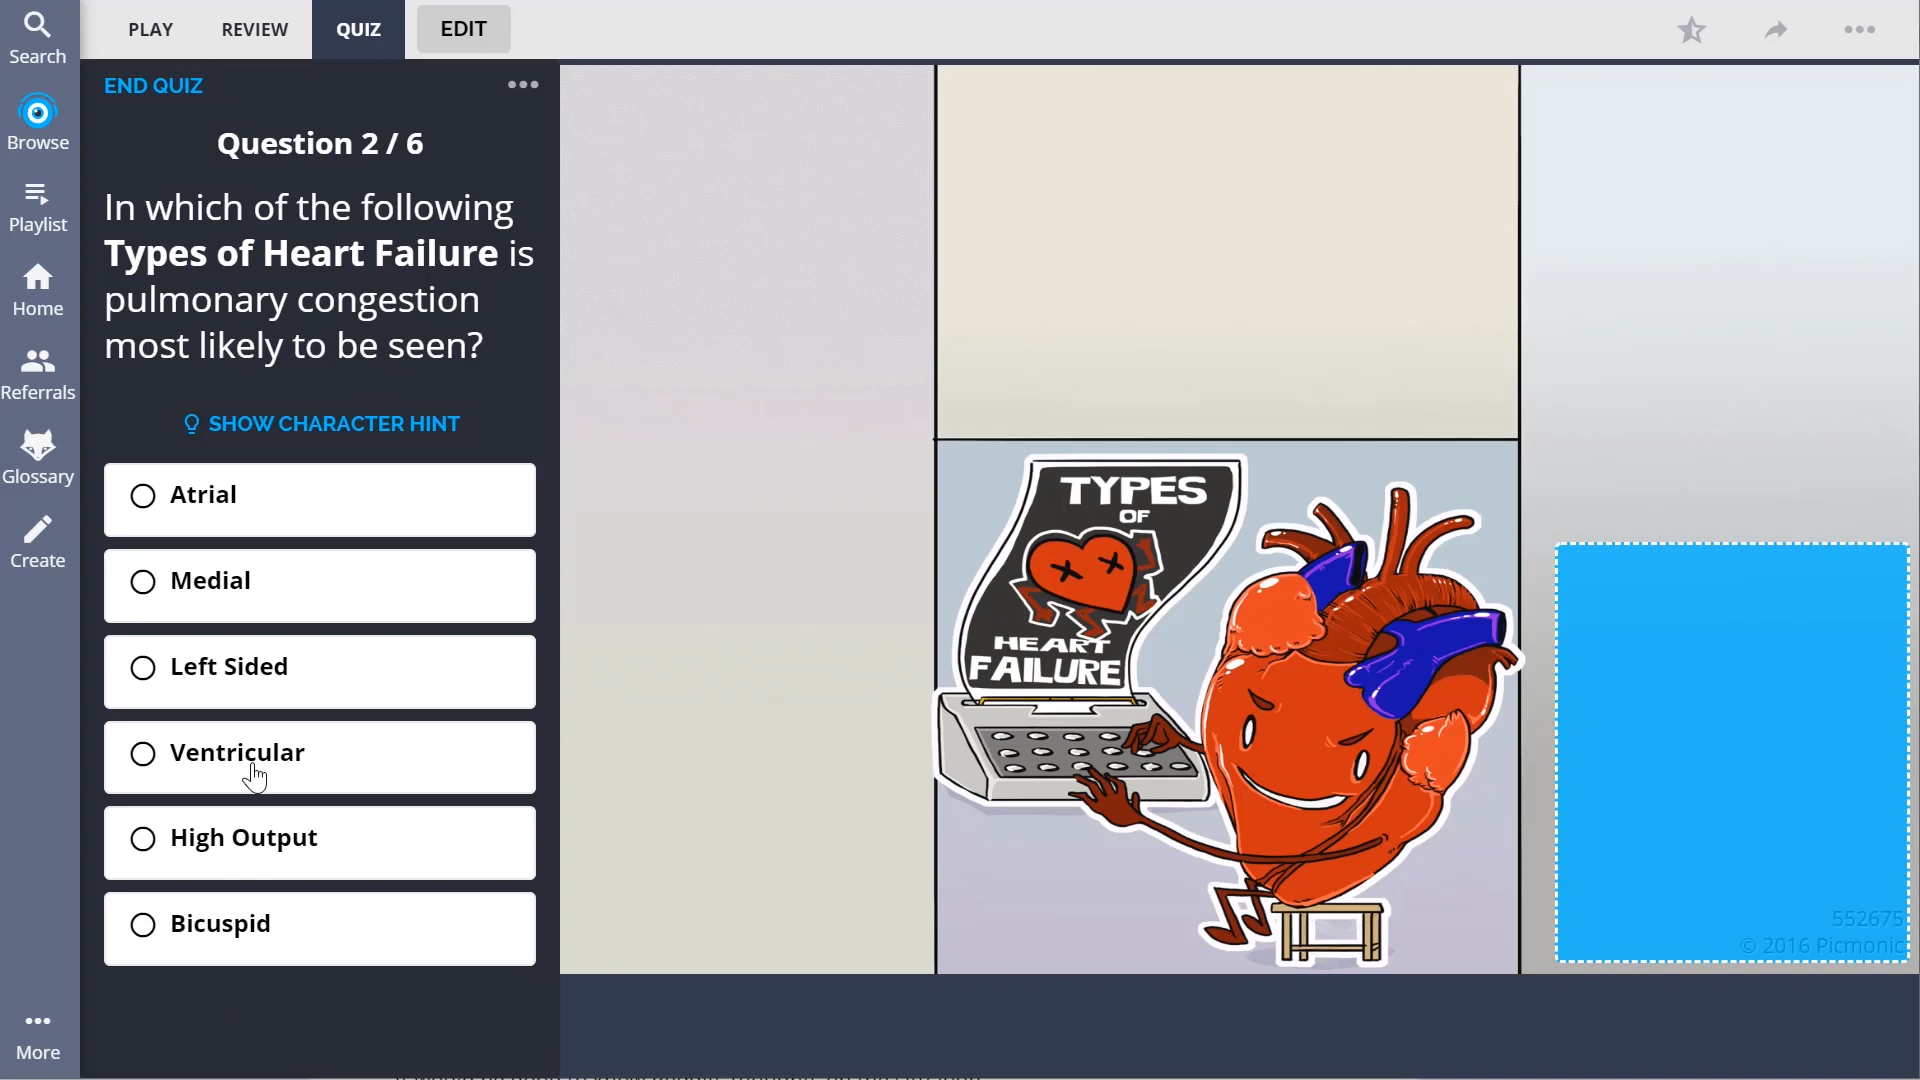 Search
Browse
Playlist
Home
Referrals
Glossary
Create
More
PLAY
REVIEW
QUIZ
EDIT
END QUIZ
Question 2 / 6
In which of the following
Types of Heart Failure is
pulmonary congestion
most likely to be seen?
SHOW CHARACTER HINT
Atrial
Medial
Left Sided
Ventricular
High Output
Bicuspid
TYPES
OF
HEART
FAILURE
552675
© 2016 Picmonic